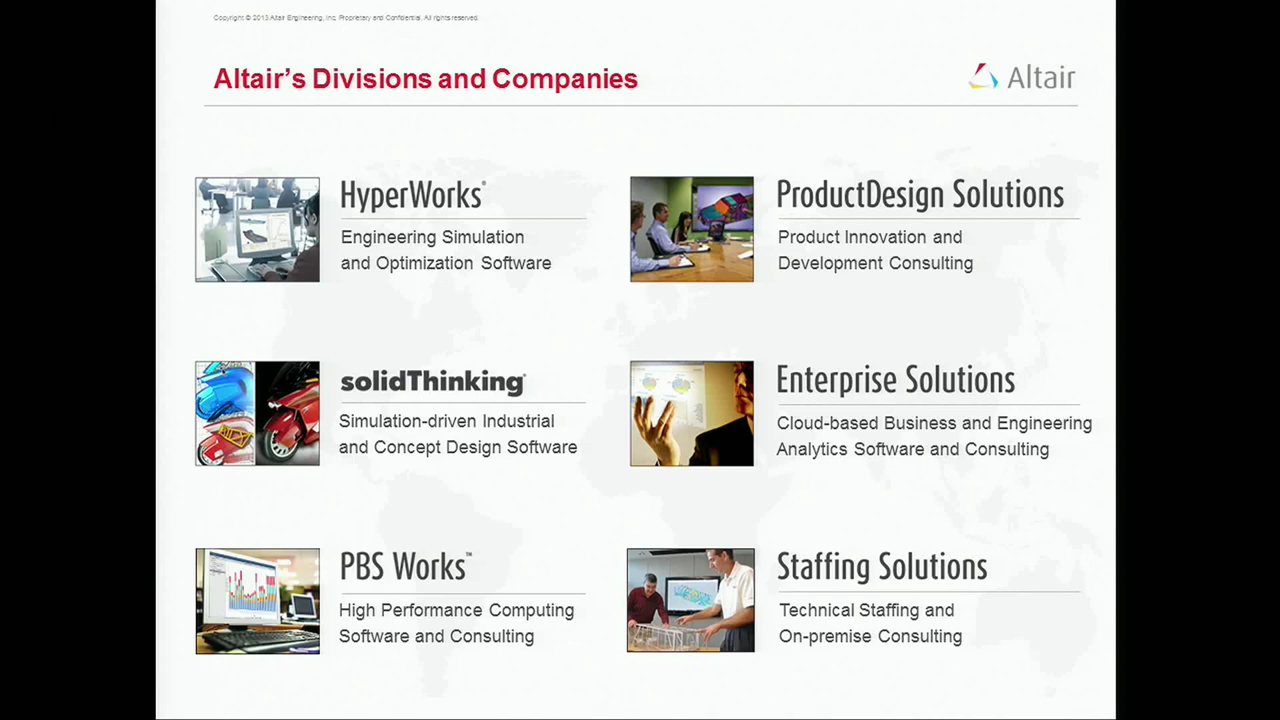 Copyright © 2013 Altair Engineering, Inc. Proprietary and Confidential. All rights reserved.
Altair’s Divisions and Companies
Altair
HyperWorks®
Engineering Simulation
and Optimization Software
ProductDesign Solutions
Product Innovation and
Development Consulting
solidThinking®
Simulation-driven Industrial
and Concept Design Software
Enterprise Solutions
Cloud-based Business and Engineering
Analytics Software and Consulting
PBS Works™
High Performance Computing
Software and Consulting
Staffing Solutions
Technical Staffing and
On-premise Consulting